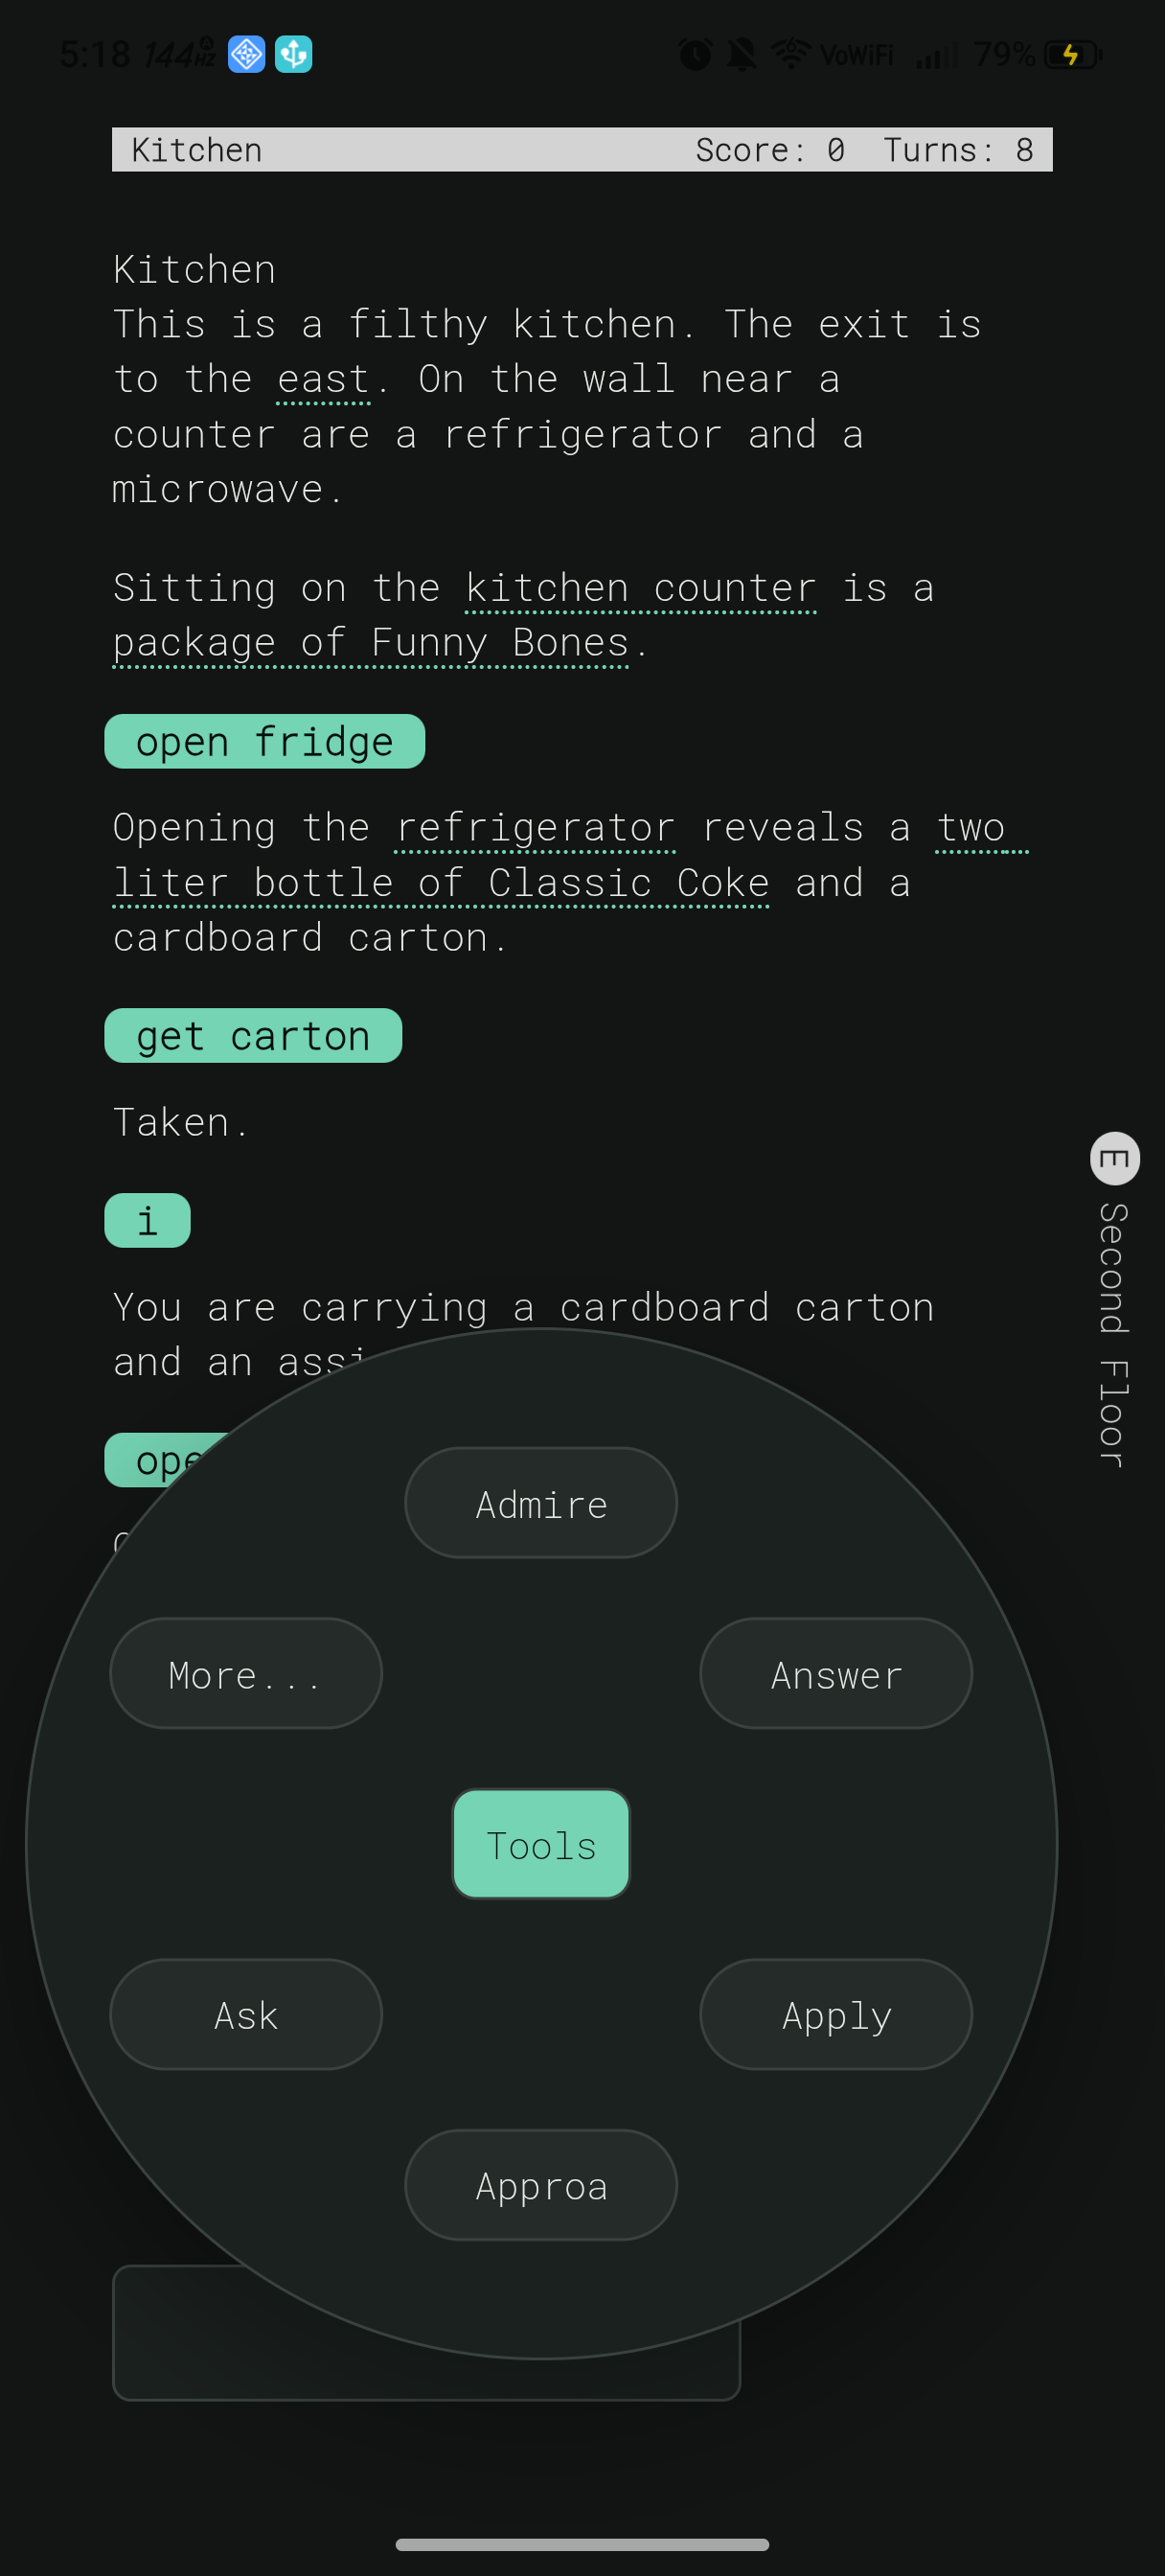 5:18 144HZ VoWiFi 79%
Kitchen Score: 0 Turns: 8
Kitchen
This is a filthy kitchen. The exit is
to the east. On the wall near a
counter are a refrigerator and a
microwave.
Sitting on the kitchen counter is a
package of Funny Bones.
open fridge
Opening the refrigerator reveals a two
liter bottle of Classic Coke and a
cardboard carton.
get carton
Taken.
i
You are carrying a cardboard carton
and an assi
ope
E Second Floor
Admire
More...
Answer
Tools
Ask
Apply
Approa